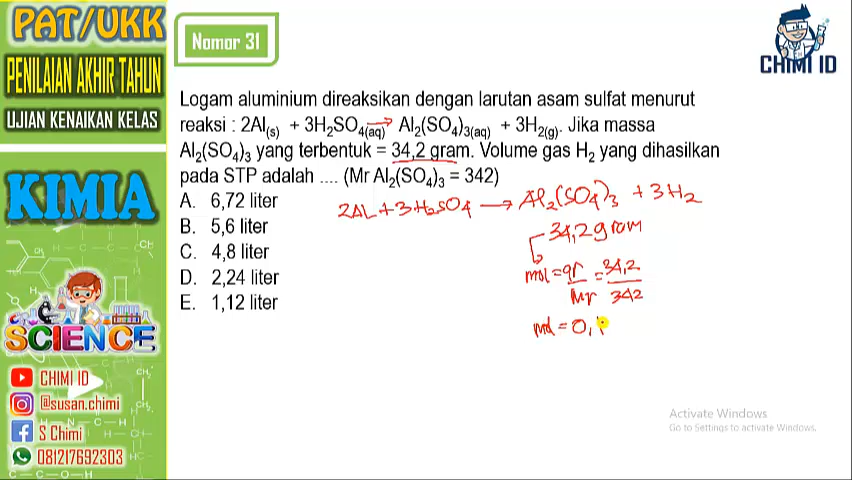 PAT/UKK
PENILAIAN AKHIR TAHUN
UJIAN KENAIKAN KELAS
KIMIA
SCIENCE
CHIMI ID
@susan.chimi
S Chimi
081217692303
Nomor 31
CHIMI ID
Logam aluminium direaksikan dengan larutan asam sulfat menurut
reaksi : 2Al(s) + 3H2SO4(aq) → Al2(SO4)3(aq) + 3H2(g). Jika massa
Al2(SO4)3 yang terbentuk = 34,2 gram. Volume gas H2 yang dihasilkan
pada STP adalah .... (Mr Al2(SO4)3 = 342)
A. 6,72 liter
B. 5,6 liter
C. 4,8 liter
D. 2,24 liter
E. 1,12 liter
2AL + 3H2SO4 → Al2(SO4)3 + 3H2
34,2 gram
mol = gr/Mr = 34,2/342
mol = 0,1
Activate Windows
Go to Settings to activate Windows.